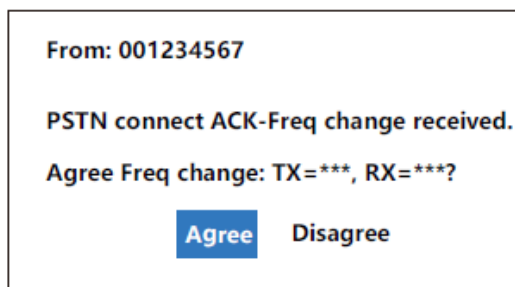 From: 001234567
PSTN connect ACK-Freq change received.
Agree Freq change: TX=***, RX=***?
Agree Disagree